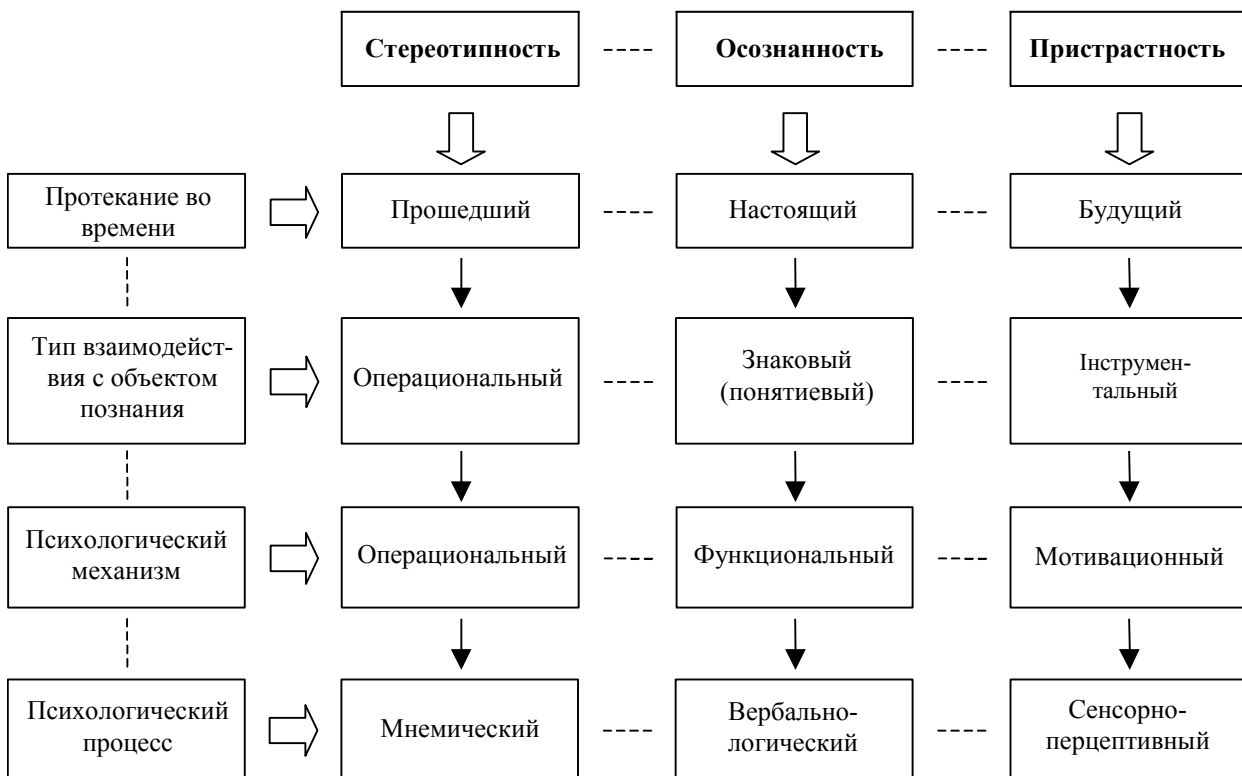 Стереотипность
Осознанность
Пристрастность
Протекание во
времени
Прошедший
Настоящий
Будущий
Тип взаимодейст-
вия с объектом
познания
Операциональный
Знаковый
(понятиевый)
Інструмен-
тальный
Психологический
механизм
Операциональный
Функциональный
Мотивационный
Психологический
процесс
Мнемический
Вербально-
логический
Сенсорно-
перцептивный